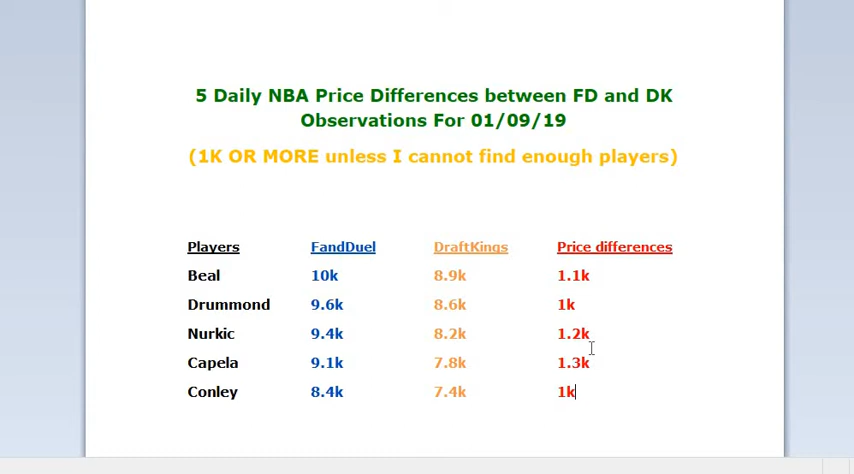 5 Daily NBA Price Differences between FD and DK
Observations For 01/09/19
(1K OR MORE unless I cannot find enough players)
Players FandDuel DraftKings Price differences
Beal 10k 8.9k 1.1k
Drummond 9.6k 8.6k 1k
Nurkic 9.4k 8.2k 1.2k
Capela 9.1k 7.8k 1.3k
Conley 8.4k 7.4k 1k